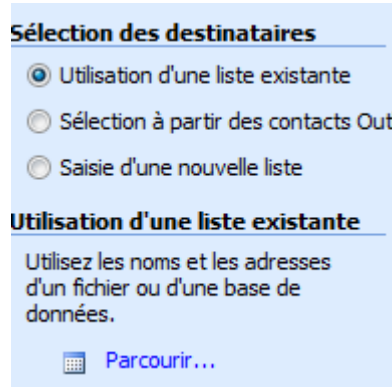 Sélection des destinataires
Utilisation d'une liste existante
Sélection à partir des contacts Out
Saisie d'une nouvelle liste
Utilisation d'une liste existante
Utilisez les noms et les adresses
d'un fichier ou d'une base de
données.
Parcourir...